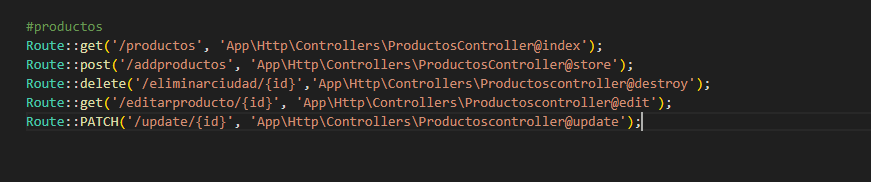 #productos
Route::get('/productos', 'App\Http\Controllers\ProductosController@index');
Route::post('/addproductos', 'App\Http\Controllers\ProductosController@store');
Route::delete('/eliminarciudad/{id}','App\Http\Controllers\Productoscontroller@destroy');
Route::get('/editarproducto/{id}', 'App\Http\Controllers\Productoscontroller@edit');
Route::PATCH('/update/{id}', 'App\Http\Controllers\Productoscontroller@update');